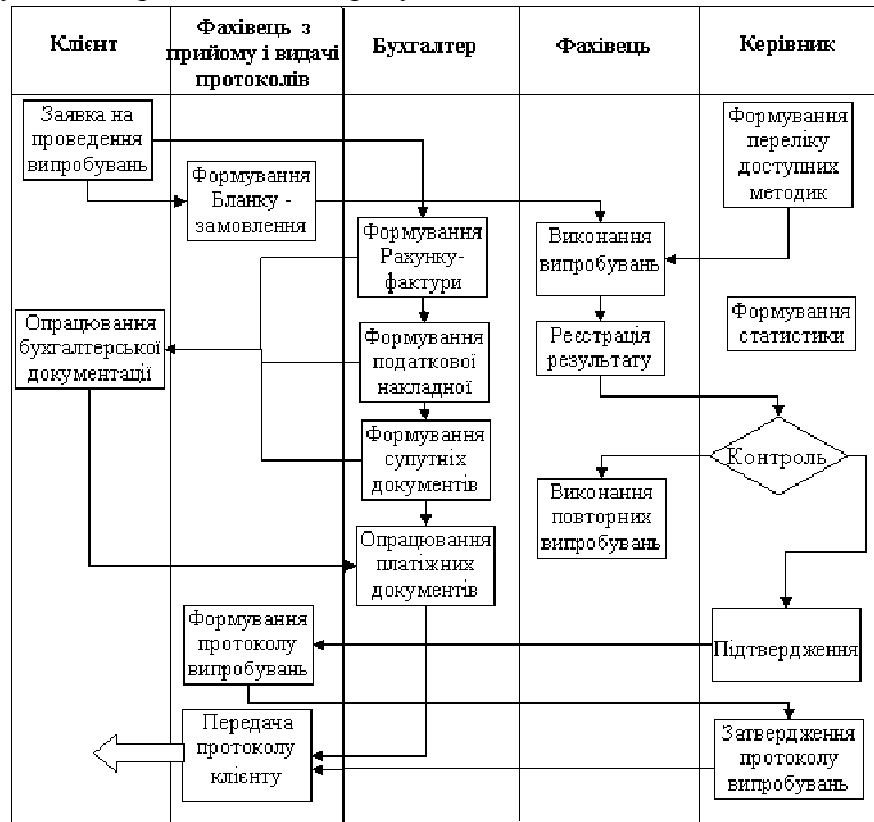 Клієнт
Фахівець з
прийому і видачі
протоколів
Бухгалтер
Фахівець
Керівник
Заявка на
проведення
випробувань
Формування
Бланку -
замовлення
Формування
Рахунку-
фактури
Виконання
випробувань
Формування
переліку
доступних
методик
Опрацювання
бухгалтерської
документації
Формування
податкової
накладної
Реєстрація
результату
Формування
статистики
Формування
супутніх
документів
Контроль
Виконання
повторних
випробувань
Опрацювання
платіжних
документів
Формування
протоколу
випробувань
Підтвердження
Передача
протоколу
клієнту
Затвердження
протоколу
випробувань